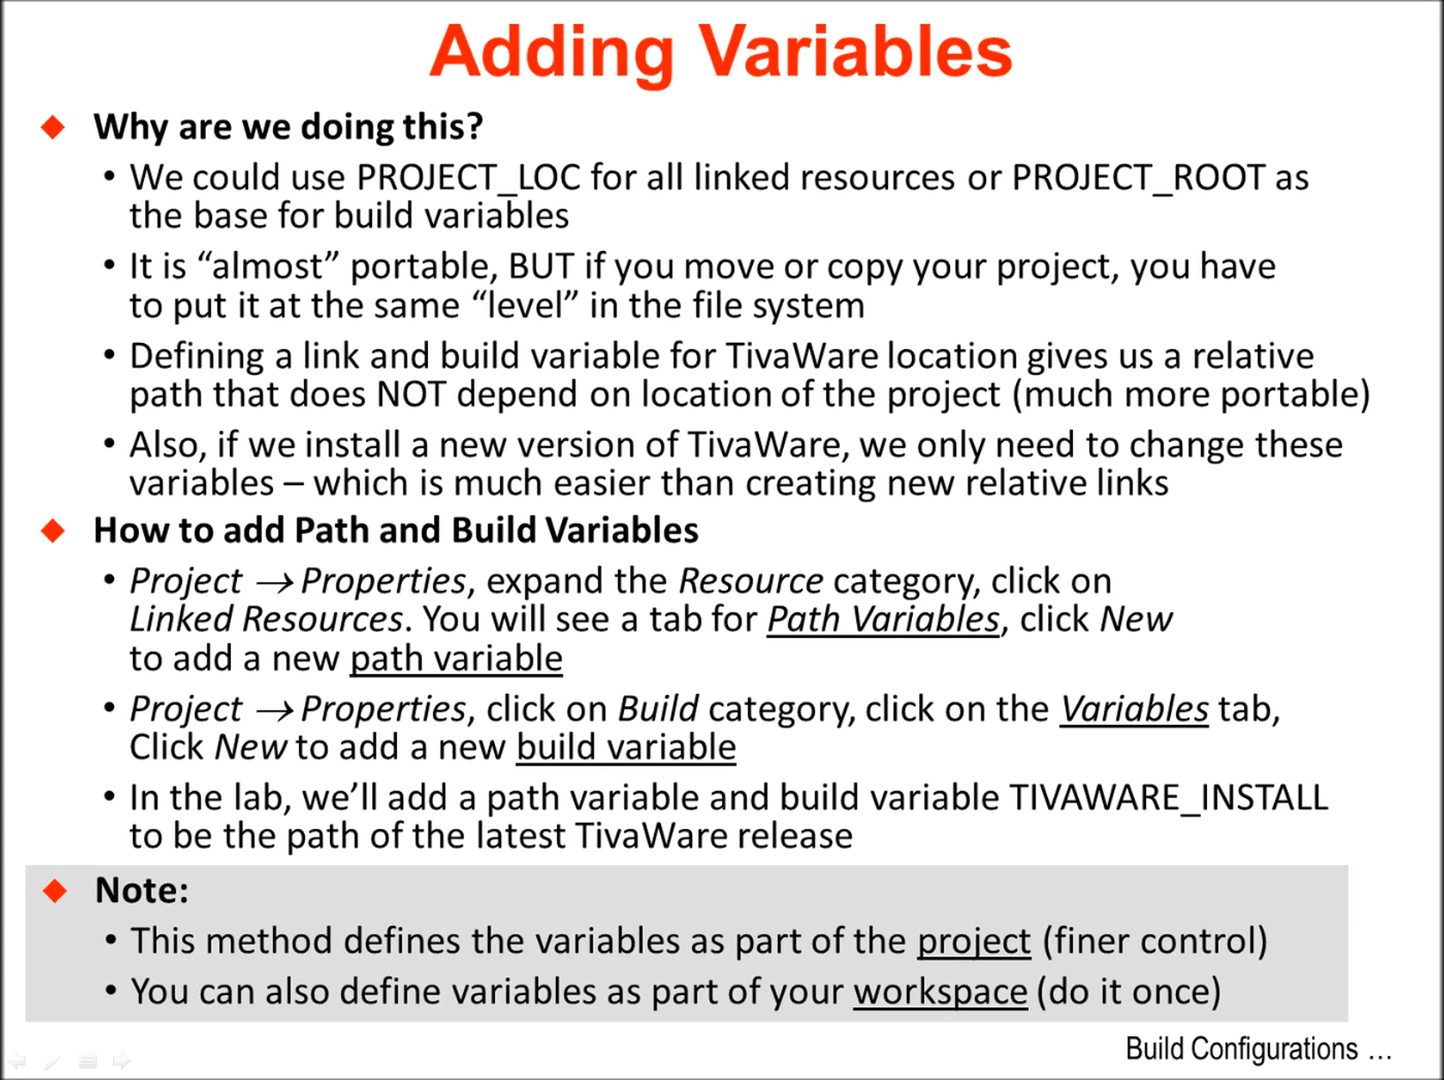 Adding Variables
Why are we doing this?
• We could use PROJECT_LOC for all linked resources or PROJECT_ROOT as
the base for build variables
• It is “almost” portable, BUT if you move or copy your project, you have
to put it at the same “level” in the file system
• Defining a link and build variable for TivaWare location gives us a relative
path that does NOT depend on location of the project (much more portable)
• Also, if we install a new version of TivaWare, we only need to change these
variables – which is much easier than creating new relative links
How to add Path and Build Variables
• Project → Properties, expand the Resource category, click on
Linked Resources. You will see a tab for Path Variables, click New
to add a new path variable
• Project → Properties, click on Build category, click on the Variables tab,
Click New to add a new build variable
• In the lab, we’ll add a path variable and build variable TIVAWARE_INSTALL
to be the path of the latest TivaWare release
Note:
• This method defines the variables as part of the project (finer control)
• You can also define variables as part of your workspace (do it once)
Build Configurations …